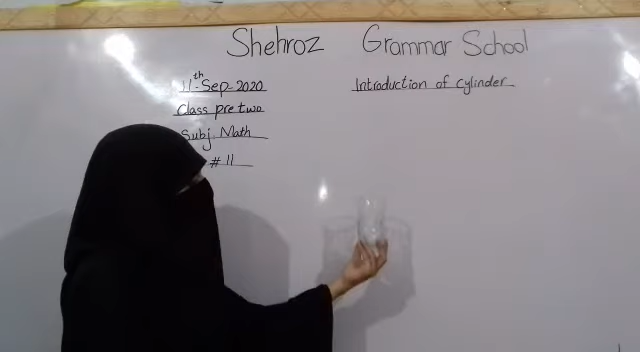 Shehroz Grammar School
11th-Sep-2020
Introduction of cylinder
Class pre two
Subj. Math
# 11